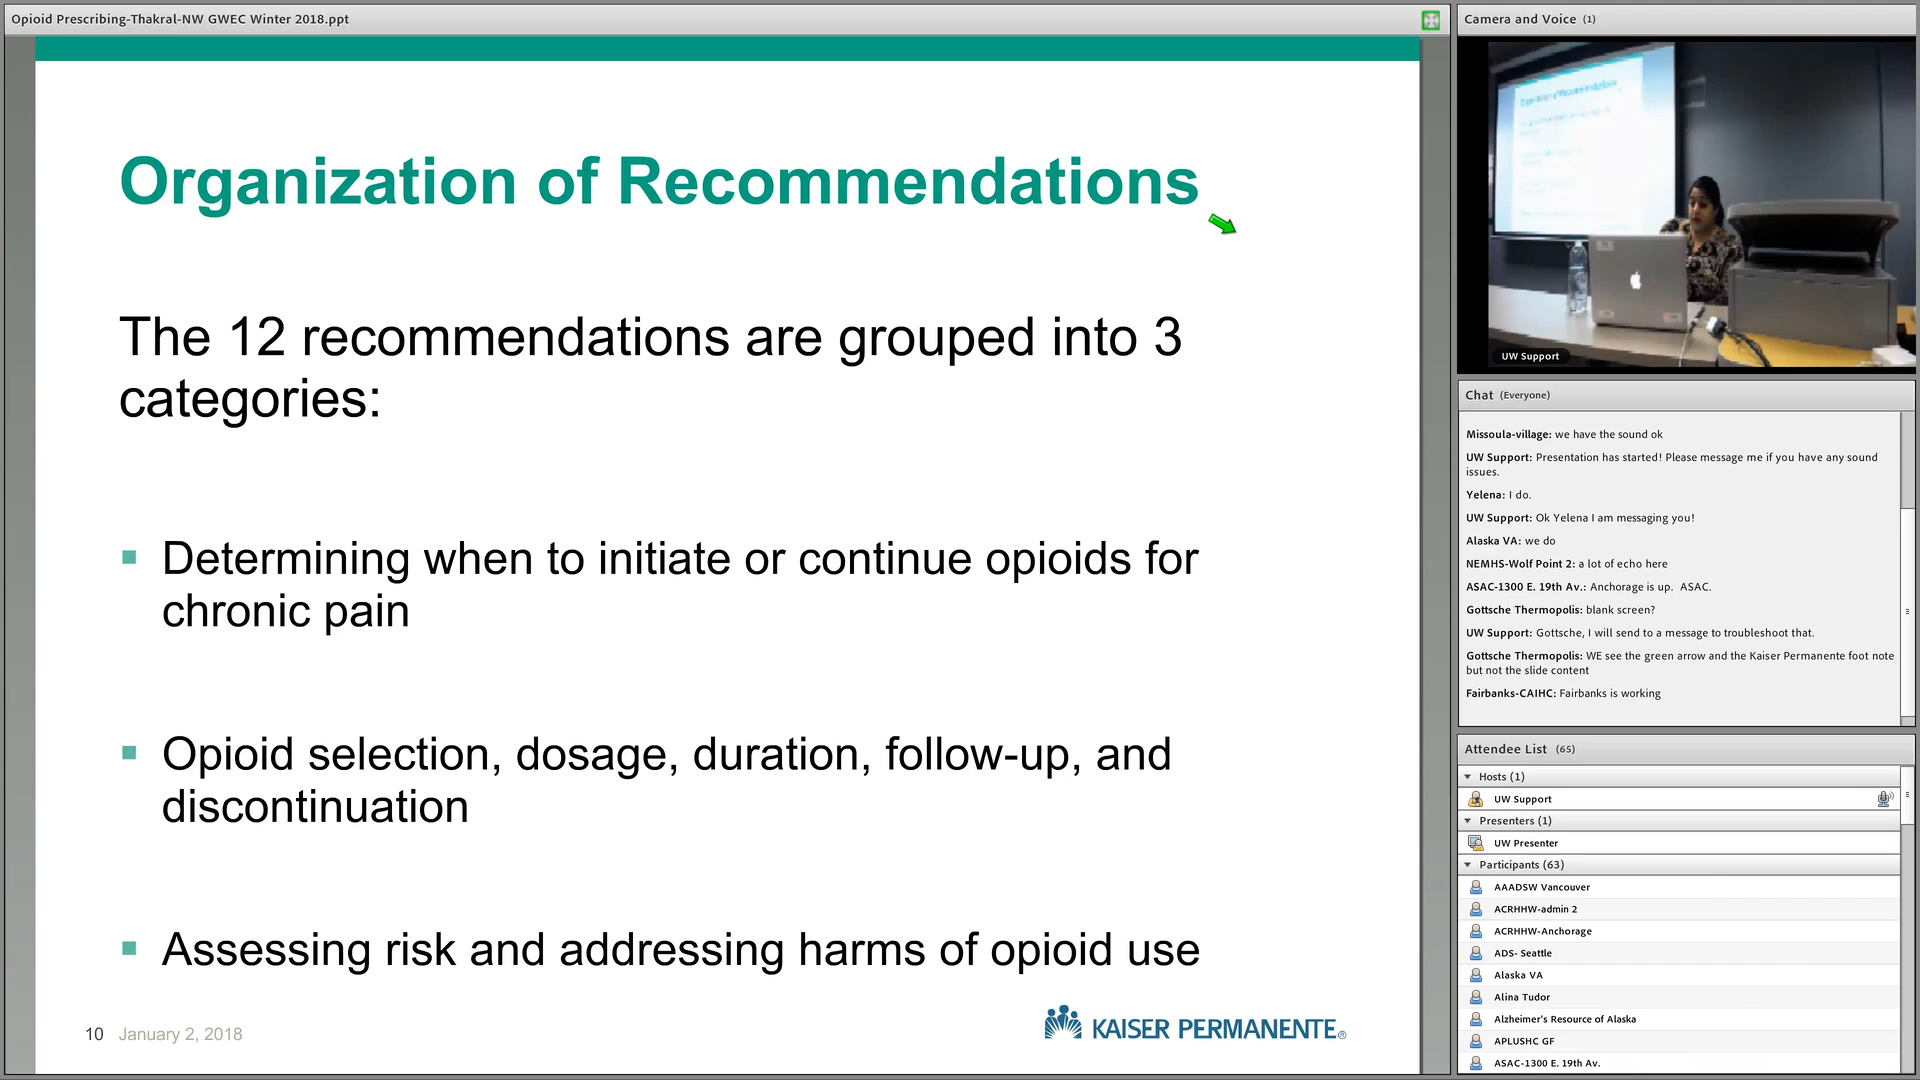 Opioid Prescribing-Thakral-NW GWEC Winter 2018.ppt
Organization of Recommendations
The 12 recommendations are grouped into 3
categories:
Determining when to initiate or continue opioids for
chronic pain
Opioid selection, dosage, duration, follow-up, and
discontinuation
Assessing risk and addressing harms of opioid use
10 January 2, 2018
KAISER PERMANENTE®
Camera and Voice (1)
Organization of Recommendations
UW Support
Chat (Everyone)
Missoula-village: we have the sound ok
UW Support: Presentation has started! Please message me if you have any sound
issues.
Yelena: I do.
UW Support: Ok Yelena I am messaging you!
Alaska VA: we do
NEMHS-Wolf Point 2: a lot of echo here
ASAC-1300 E. 19th Av.: Anchorage is up. ASAC.
Gottsche Thermopolis: blank screen?
UW Support: Gottsche, I will send to a message to troubleshoot that.
Gottsche Thermopolis: WE see the green arrow and the Kaiser Permanente foot note
but not the slide content
Fairbanks-CAIHC: Fairbanks is working
Attendee List (65)
Hosts (1)
UW Support
Presenters (1)
UW Presenter
Participants (63)
AAADSW Vancouver
ACRHHW-admin 2
ACRHHW-Anchorage
ADS- Seattle
Alaska VA
Alina Tudor
Alzheimer's Resource of Alaska
APLUSHC GF
ASAC-1300 E. 19th Av.